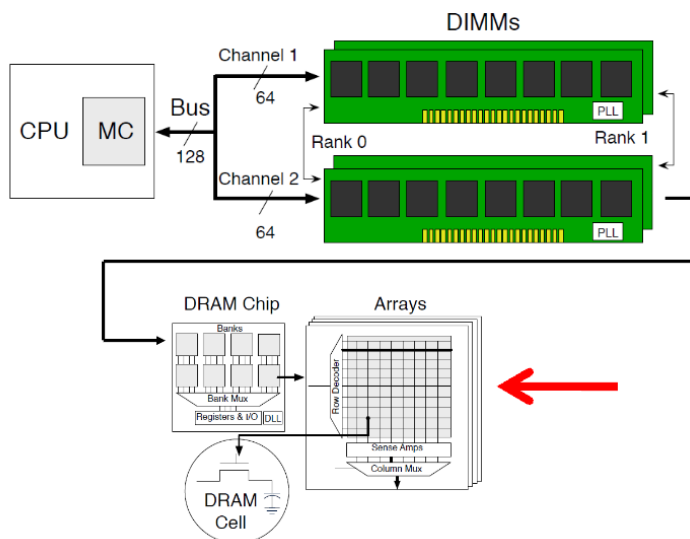 DIMMs
Channel 1
64
PLL
CPU
MC
Bus
128
Rank 0
Rank 1
Channel 2
64
PLL
DRAM Chip
Arrays
Banks
Bank Mux
Registers & I/O
DLL
Row Decoder
Sense Amps
Column Mux
DRAM
Cell